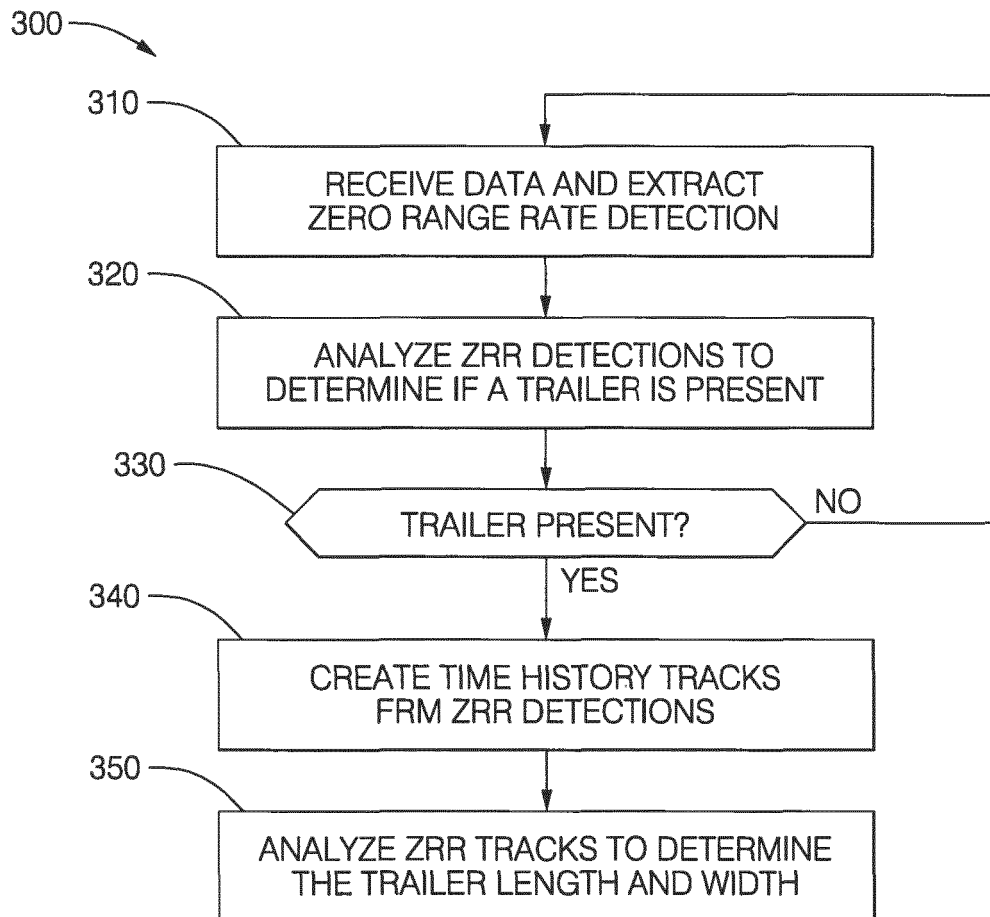 300
310
RECEIVE DATA AND EXTRACT
ZERO RANGE RATE DETECTION
320
ANALYZE ZRR DETECTIONS TO
DETERMINE IF A TRAILER IS PRESENT
330
TRAILER PRESENT?
NO
YES
340
CREATE TIME HISTORY TRACKS
FRM ZRR DETECTIONS
350
ANALYZE ZRR TRACKS TO DETERMINE
THE TRAILER LENGTH AND WIDTH